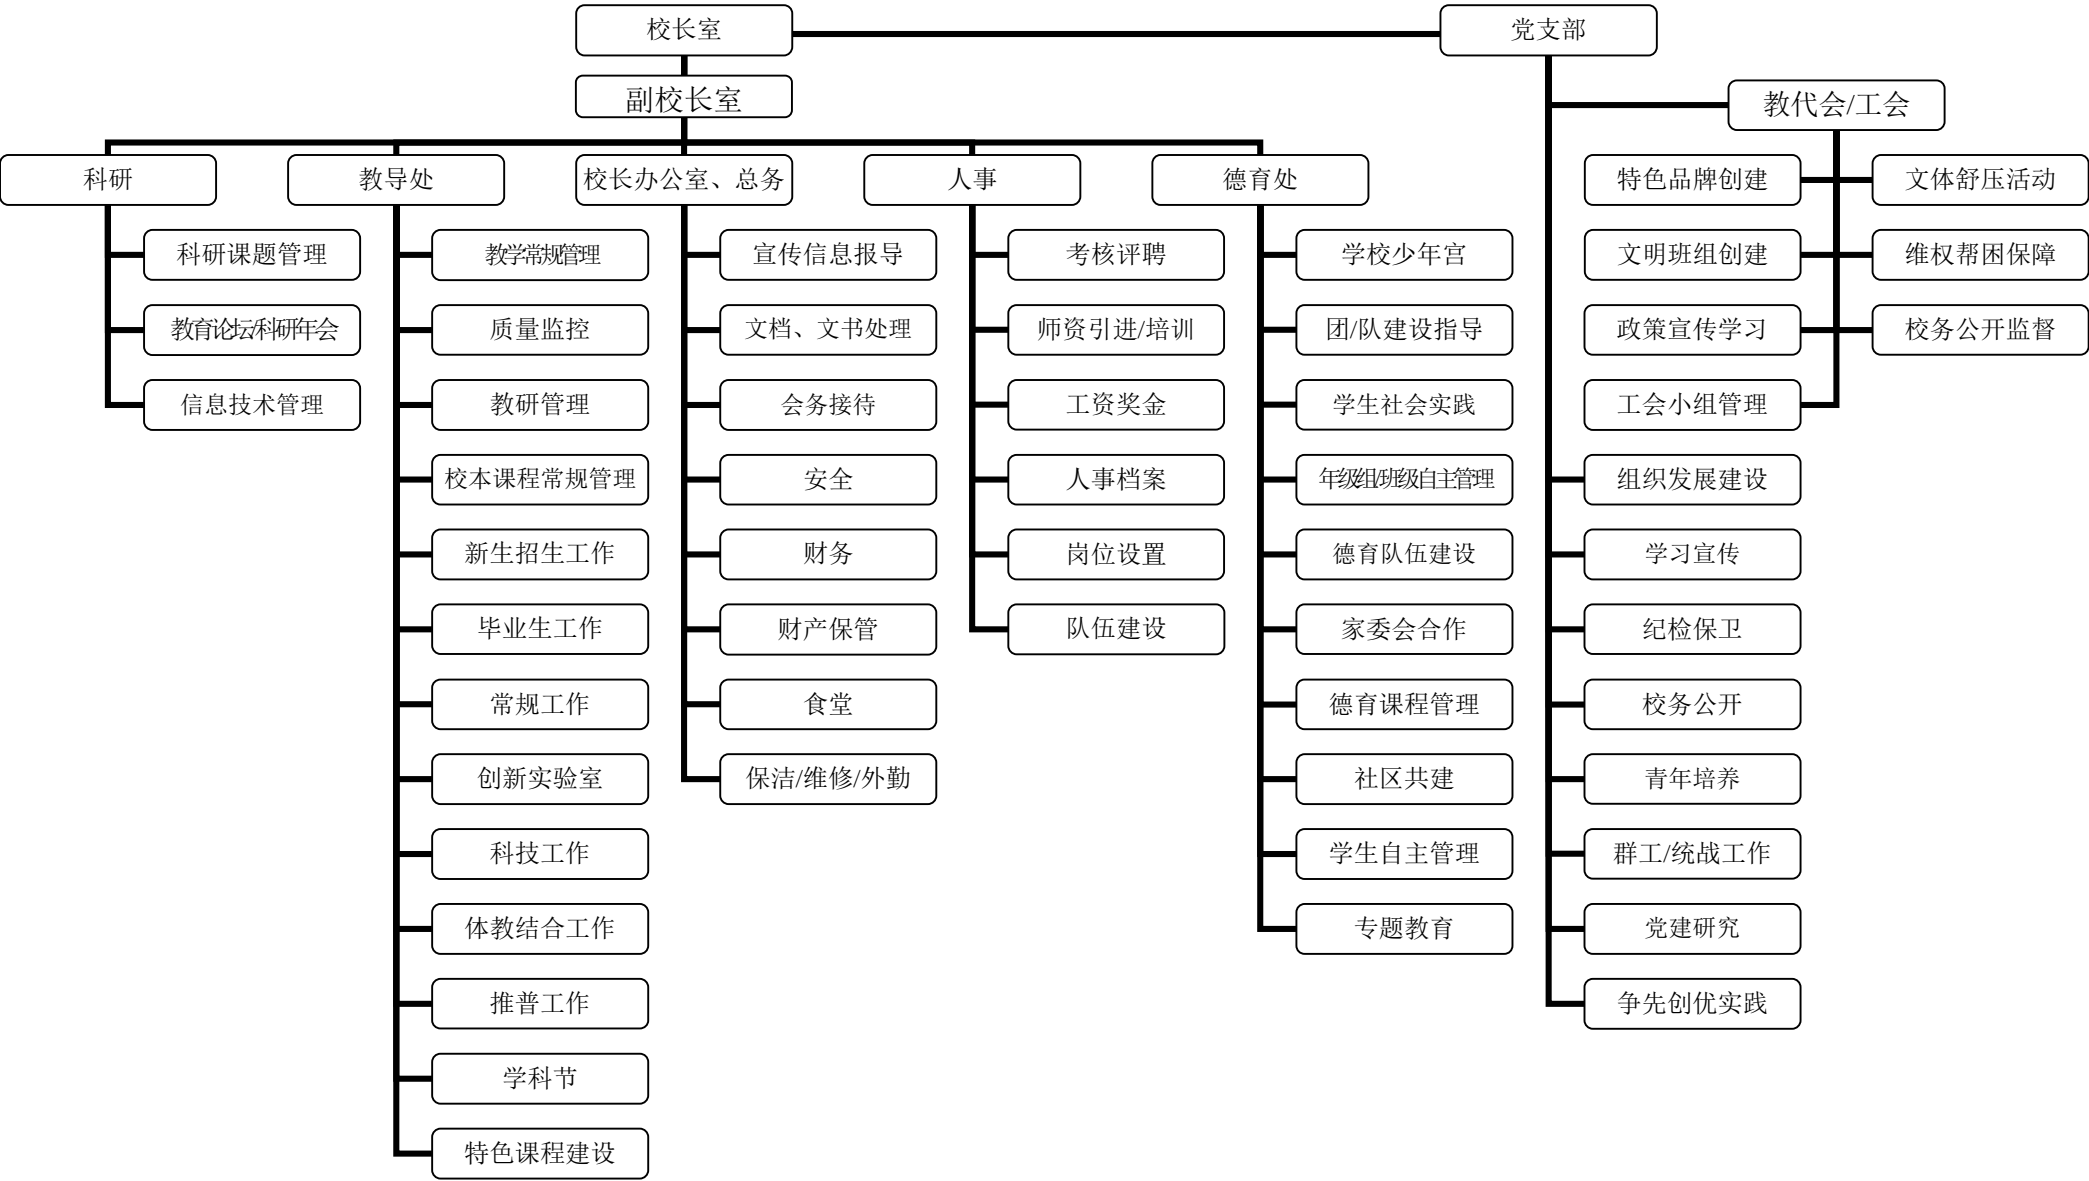 校长室
党支部
副校长室
教代会/工会
科研
教导处
校长办公室、总务
人事
德育处
特色品牌创建
文体舒压活动
科研课题管理
教学常规管理
宣传信息报导
考核评聘
学校少年宫
文明班组创建
维权帮困保障
教育论坛/科研年会
质量监控
文档、文书处理
师资引进/培训
团/队建设指导
政策宣传学习
校务公开监督
信息技术管理
教研管理
会务接待
工资奖金
学生社会实践
工会小组管理
校本课程常规管理
安全
人事档案
年级组/班级自主管理
组织发展建设
新生招生工作
财务
岗位设置
德育队伍建设
学习宣传
毕业生工作
财产保管
队伍建设
家委会合作
纪检保卫
常规工作
食堂
德育课程管理
校务公开
创新实验室
保洁/维修/外勤
社区共建
青年培养
科技工作
学生自主管理
群工/统战工作
体教结合工作
专题教育
党建研究
推普工作
争先创优实践
学科节
特色课程建设